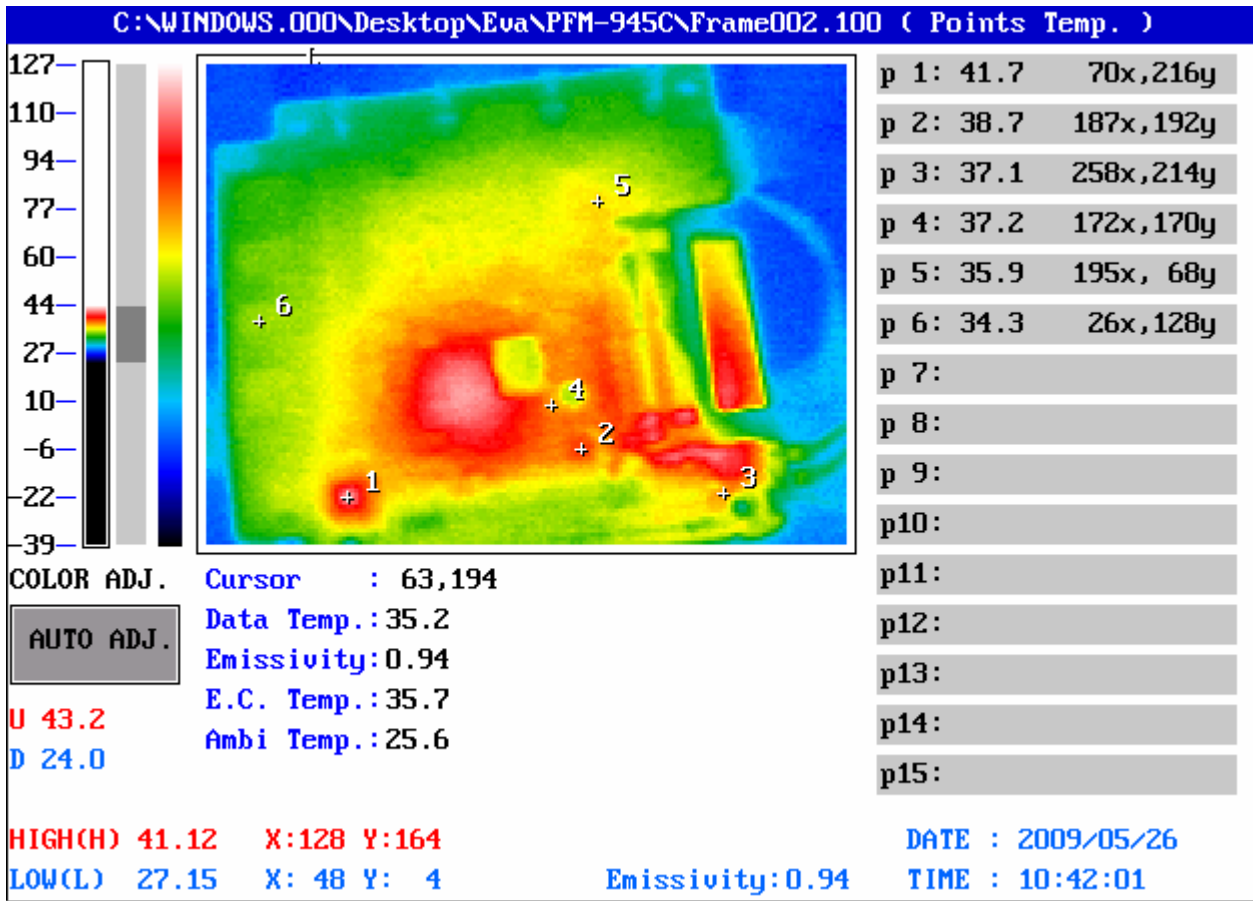 C:\WINDOWS.000\Desktop\Eva\PFM-945C\Frame002.100 ( Points Temp. )
127
110
94
77
60
44
27
10
-6
-22
-39
5
6
4
2
1
3
p 1: 41.7 70x,216y
p 2: 38.7 187x,192y
p 3: 37.1 258x,214y
p 4: 37.2 172x,170y
p 5: 35.9 195x, 68y
p 6: 34.3 26x,128y
p 7:
p 8:
p 9:
p10:
p11:
p12:
p13:
p14:
p15:
COLOR ADJ.
AUTO ADJ.
U 43.2
D 24.0
Cursor : 63,194
Data Temp.:35.2
Emissivity:0.94
E.C. Temp.:35.7
Ambi Temp.:25.6
HIGH(H) 41.12 X:128 Y:164
LOW(L) 27.15 X: 48 Y: 4
Emissivity:0.94
DATE : 2009/05/26
TIME : 10:42:01